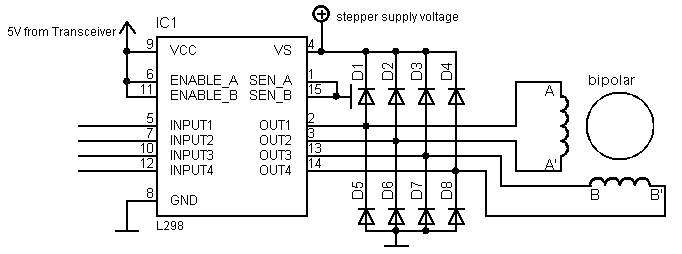 IC1
stepper supply voltage
5V from Transceiver
9 VCC VS 4
D1 D2 D3 D4
6 ENABLE_A SEN_A 1
11 ENABLE_B SEN_B 15
bipolar
A
5 INPUT1 OUT1 2
7 INPUT2 OUT2 3
10 INPUT3 OUT3 13
12 INPUT4 OUT4 14
A'
8 GND
D5 D6 D7 D8
B B'
L298